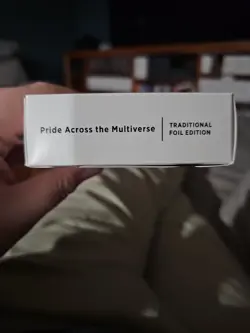 Pride Across the Multiverse
TRADITIONAL
FOIL EDITION